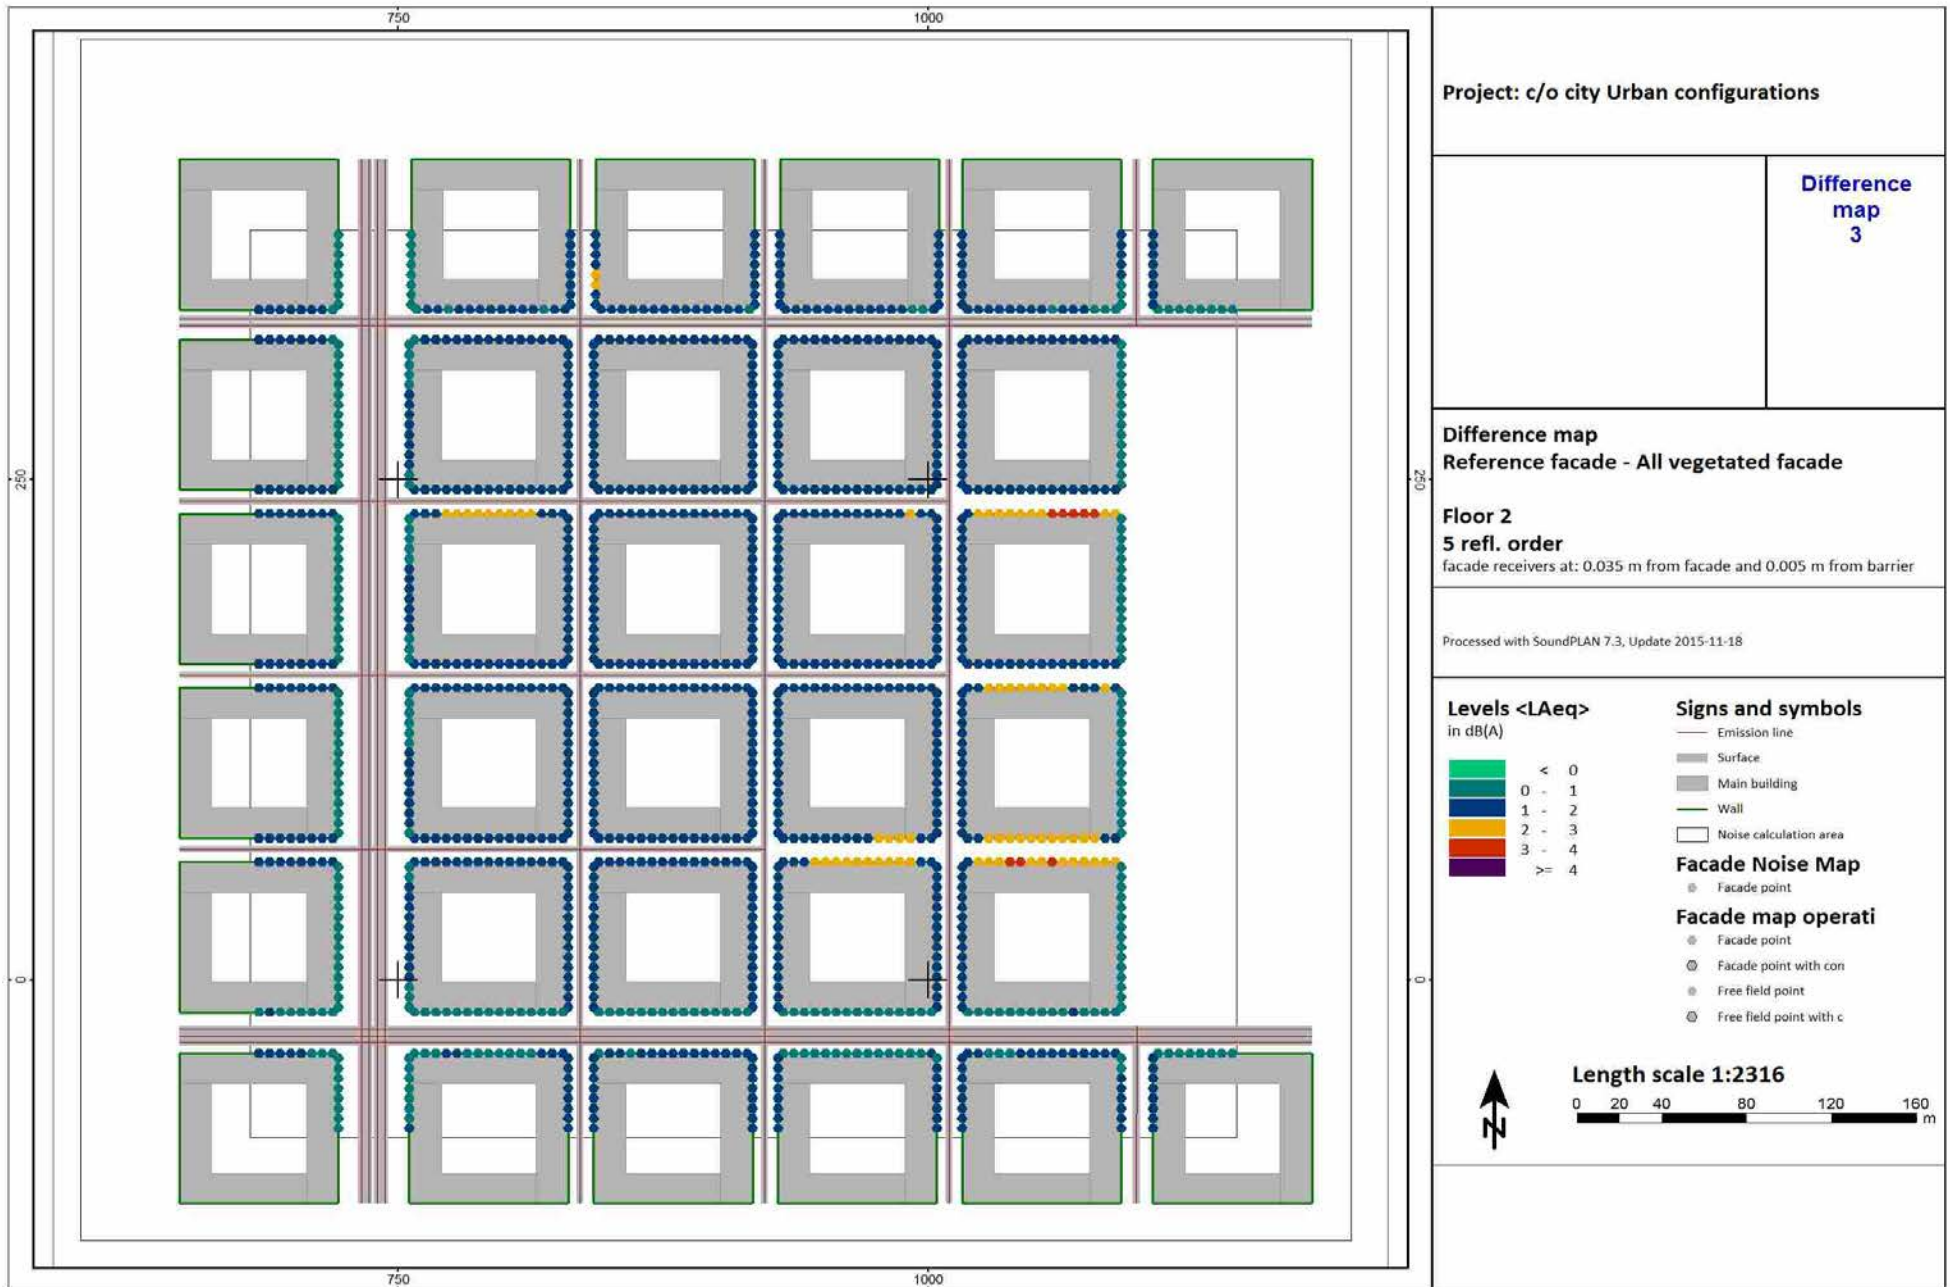 750
1000
250
250
0
0
750
1000
Project: c/o city Urban configurations
Difference
map
3
Difference map
Reference facade - All vegetated facade
Floor 2
5 refl. order
facade receivers at: 0.035 m from facade and 0.005 m from barrier
Processed with SoundPLAN 7.3, Update 2015-11-18
Levels <LAeq>
in dB(A)
< 0
0 - 1
1 - 2
2 - 3
3 - 4
>= 4
Signs and symbols
Emission line
Surface
Main building
Wall
Noise calculation area
Facade Noise Map
Facade point
Facade map operati
Facade point
Facade point with con
Free field point
Free field point with c
N
Length scale 1:2316
0 20 40 80 120 160
m